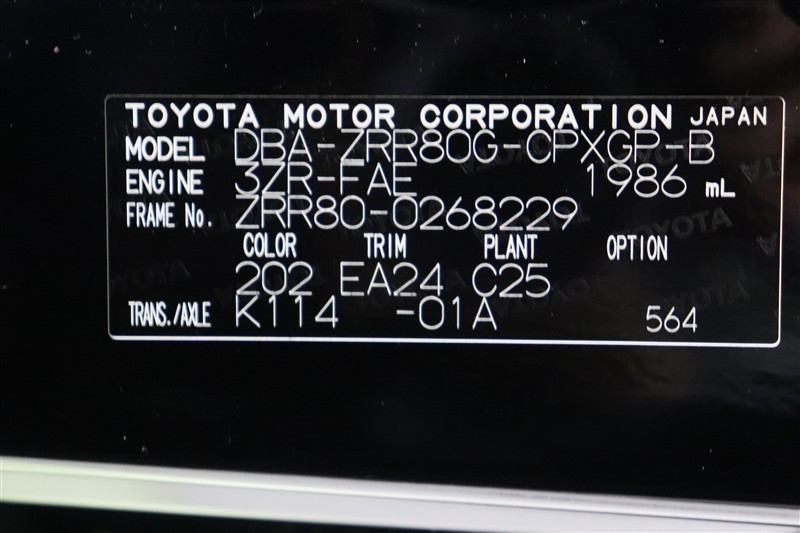 TOYOTA MOTOR CORPORATION JAPAN
MODEL DBA-ZRR80G-CPXGP-B
ENGINE 3ZR-FAE 1986 mL
FRAME No. ZRR80-0268229
COLOR TRIM PLANT OPTION
202 EA24 C25
TRANS./AXLE K114 -01A 564